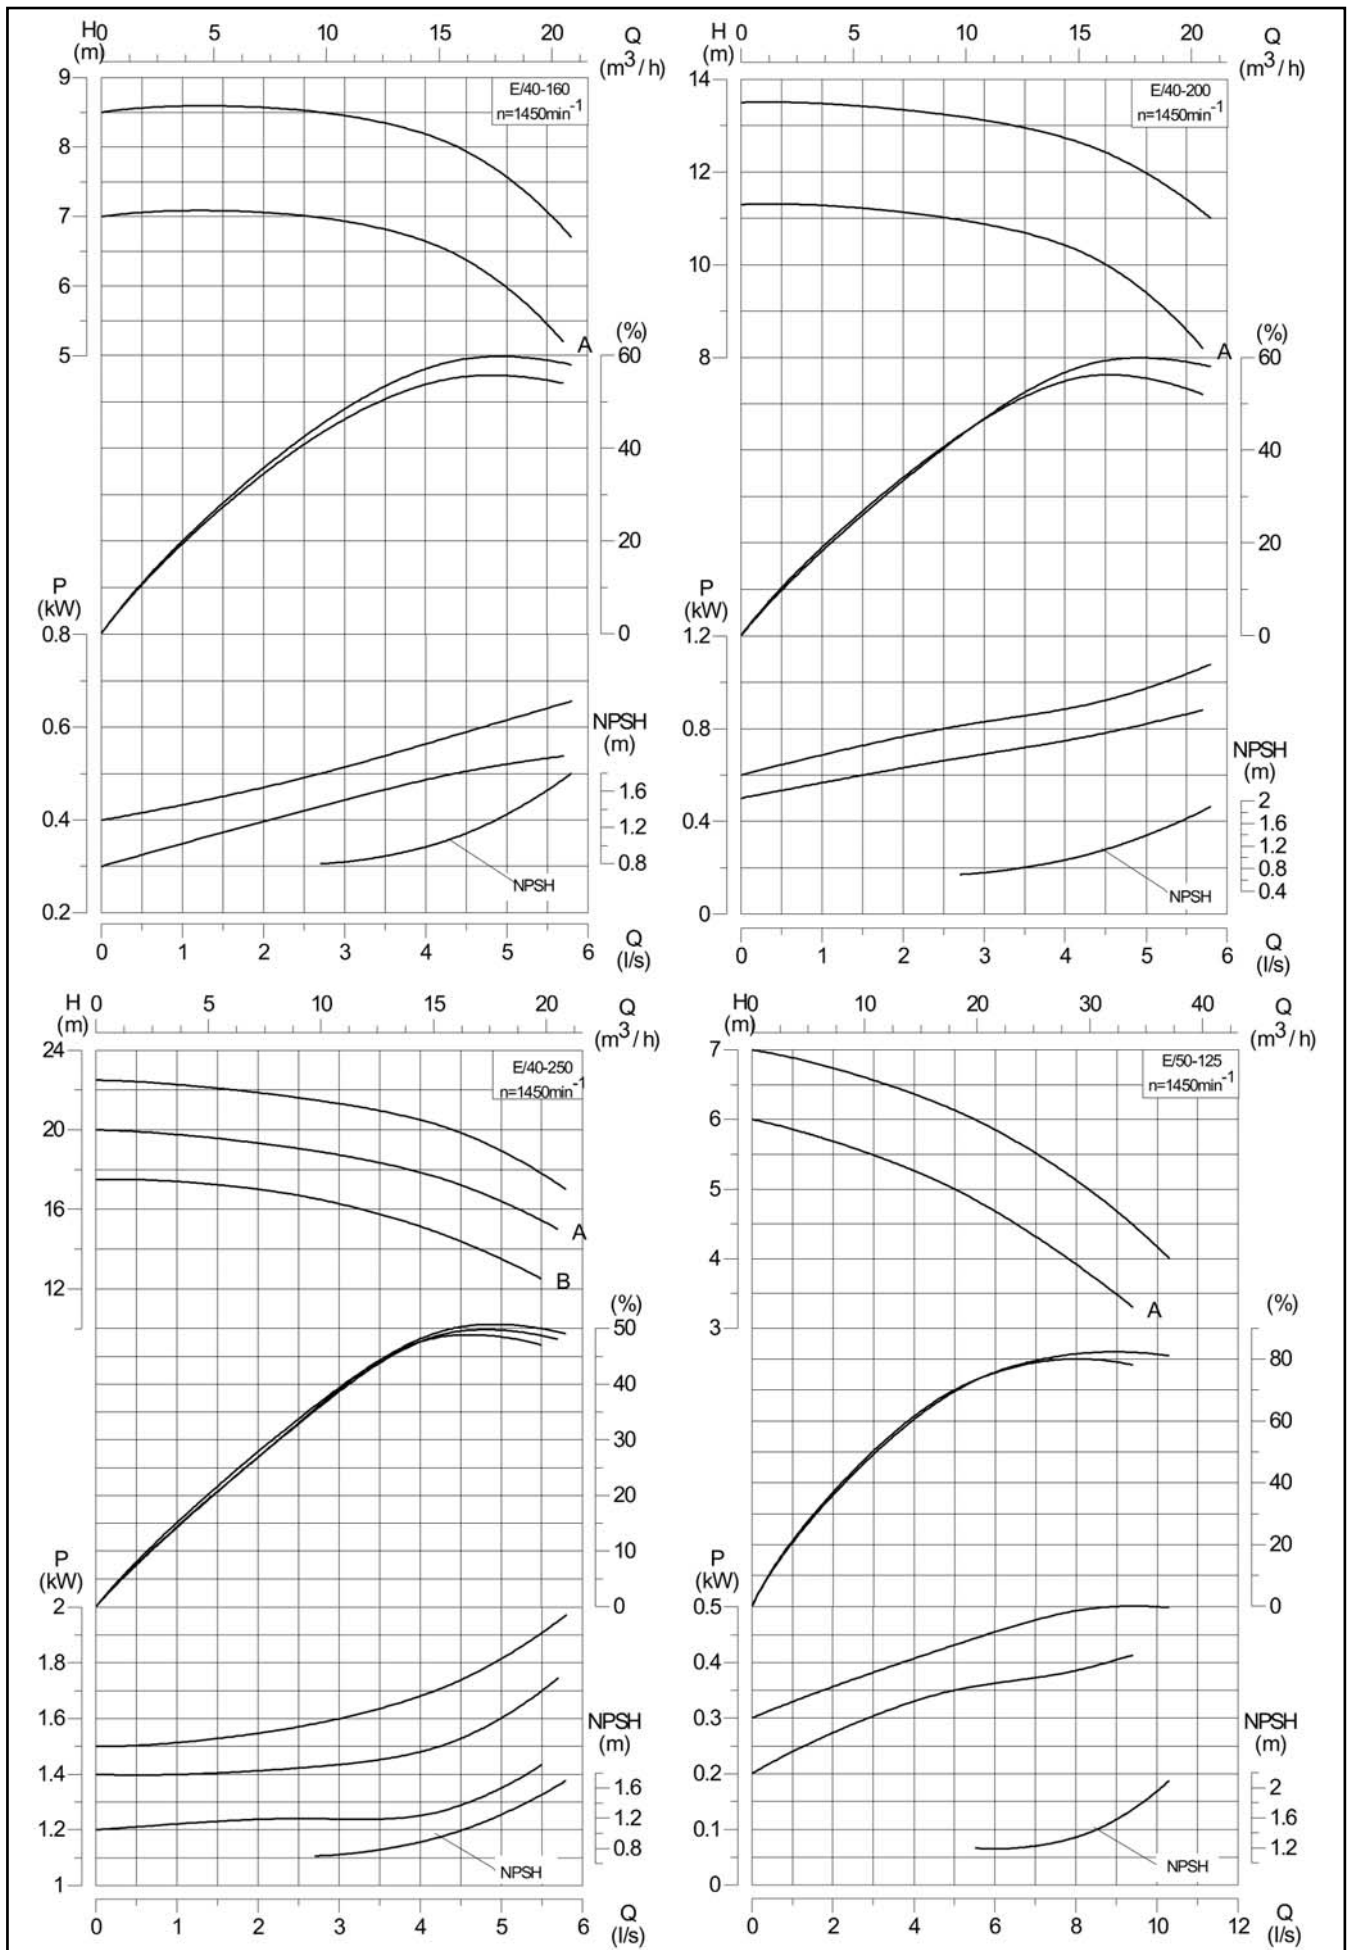 H 0 5 10 15 20 Q
(m) (m³/h)
E/40-160
n=1450min⁻¹
9
8
7
6
5
A
(%)
60
40
20
0
P
(kW)
0.8
0.6
0.4
0.2
NPSH
(m)
1.6
1.2
0.8
NPSH
0 1 2 3 4 5 6 Q
(l/s)
H 0 5 10 15 20 Q
(m) (m³/h)
E/40-200
n=1450min⁻¹
14
12
10
8
A
(%)
60
40
20
0
P
(kW)
1.2
0.8
0.4
0
NPSH
(m)
2
1.6
1.2
0.8
0.4
NPSH
0 1 2 3 4 5 6 Q
(l/s)
H 0 5 10 15 20 Q
(m) (m³/h)
E/40-250
n=1450min⁻¹
24
20
16
12
A
B
(%)
50
40
30
20
10
0
P
(kW)
2
1.8
1.6
1.4
1.2
1
NPSH
(m)
1.6
1.2
0.8
NPSH
0 1 2 3 4 5 6 Q
(l/s)
H 0 10 20 30 40 Q
(m) (m³/h)
E/50-125
n=1450min⁻¹
7
6
5
4
3
A
(%)
80
60
40
20
0
P
(kW)
0.5
0.4
0.3
0.2
0.1
0
NPSH
(m)
2
1.6
1.2
NPSH
0 2 4 6 8 10 12 Q
(l/s)